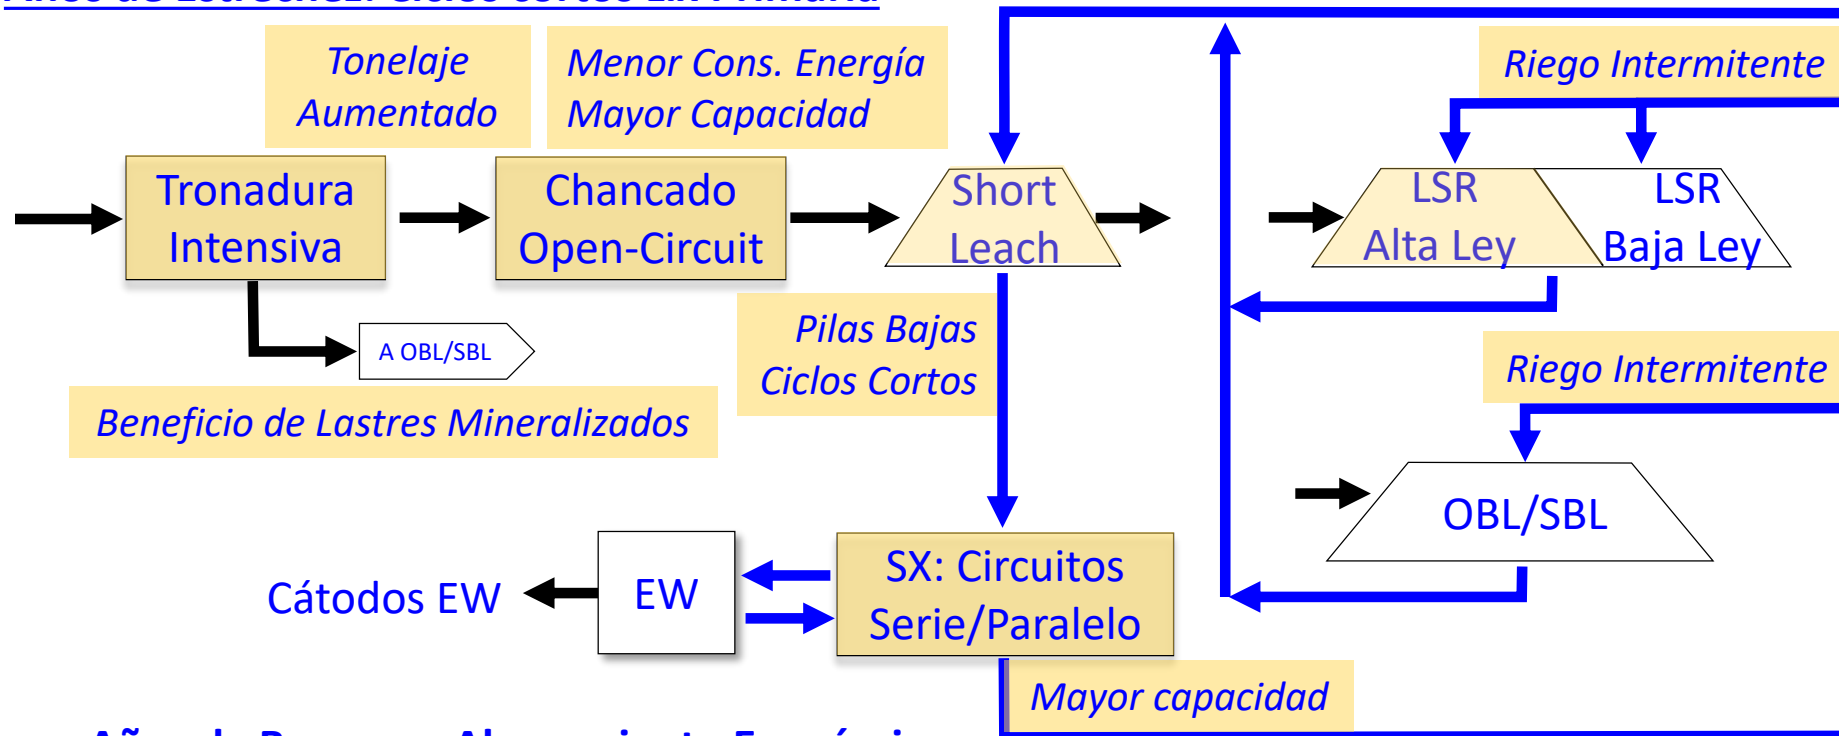 Tonelaje
Aumentado
Menor Cons. Energía
Mayor Capacidad
Riego Intermitente
Tronadura
Intensiva
Chancado
Open-Circuit
Short
Leach
LSR
Alta Ley
LSR
Baja Ley
A OBL/SBL
Pilas Bajas
Ciclos Cortos
Riego Intermitente
Beneficio de Lastres Mineralizados
OBL/SBL
Cátodos EW
EW
SX: Circuitos
Serie/Paralelo
Mayor capacidad